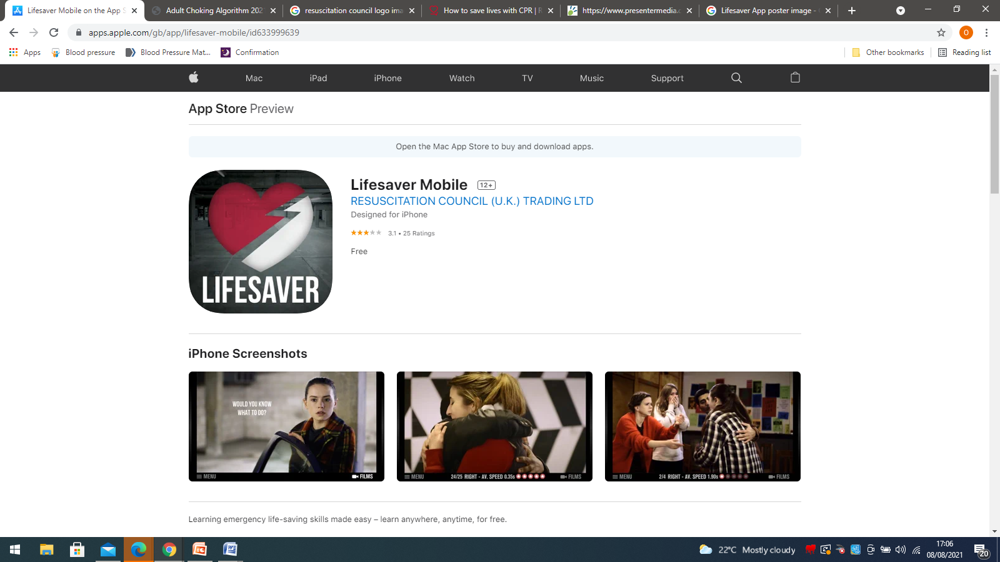 Lifesaver Mobile on the App S
Adult Choking Algorithm 202
resuscitation council logo ima
How to save lives with CPR | R
https://www.presentermedia.c
Lifesaver App poster image -
apps.apple.com/gb/app/lifesaver-mobile/id633999639
O
Apps
Blood pressure
Blood Pressure Mat...
Confirmation
Other bookmarks
Reading list
Mac
iPad
iPhone
Watch
TV
Music
Support
App Store Preview
Open the Mac App Store to buy and download apps.
LIFESAVER
Lifesaver Mobile 12+
RESUSCITATION COUNCIL (U.K.) TRADING LTD
Designed for iPhone
3.1 • 25 Ratings
Free
iPhone Screenshots
WOULD YOU KNOW
WHAT TO DO?
MENU
FILMS
MENU
24/25 RIGHT - AV. SPEED 0.35s
FILMS
MENU
2/4 RIGHT - AV. SPEED 1.90s
FILMS
Learning emergency life-saving skills made easy – learn anywhere, anytime, for free.
22°C Mostly cloudy
17:06
08/08/2021
20